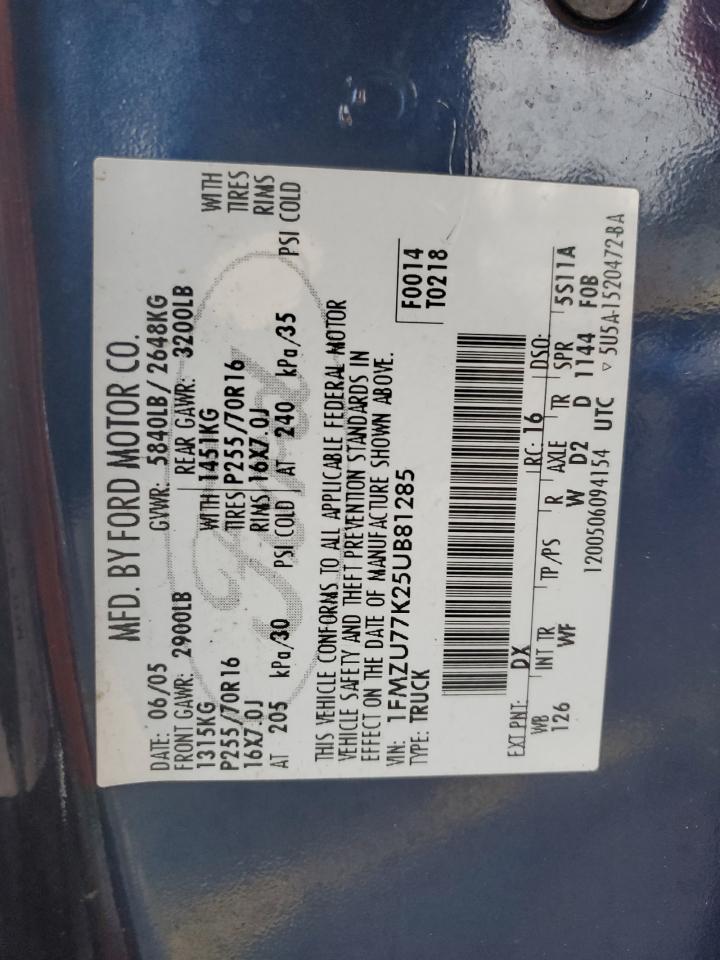 MFD. BY FORD MOTOR CO.
DATE: 06/05 GVWR: 5840LB/2648KG
FRONT GAWR: 2900LB REAR GAWR: 3200LB
1315KG WITH 1451KG WITH
P255/70R16 TIRES P255/70R16 TIRES
16X7.0J RIMS 16X7.0J RIMS
AT 205 kPa/30 PSI COLD AT 240 kPa/35 PSI COLD
THIS VEHICLE CONFORMS TO ALL APPLICABLE FEDERAL MOTOR
VEHICLE SAFETY AND THEFT PREVENTION STANDARDS IN
EFFECT ON THE DATE OF MANUFACTURE SHOWN ABOVE.
VIN: 1FMZU77K25UB81285 F0014
TYPE: TRUCK T0218
EXT PNT: DX RC: 16 DSO:
WB INT TR TP/PS R AXLE TR SPR 5S11A
126 WF W D2 D 1144 F0B
1200506094154 UTC ▽ 5U5A-1520472-BA
Ford